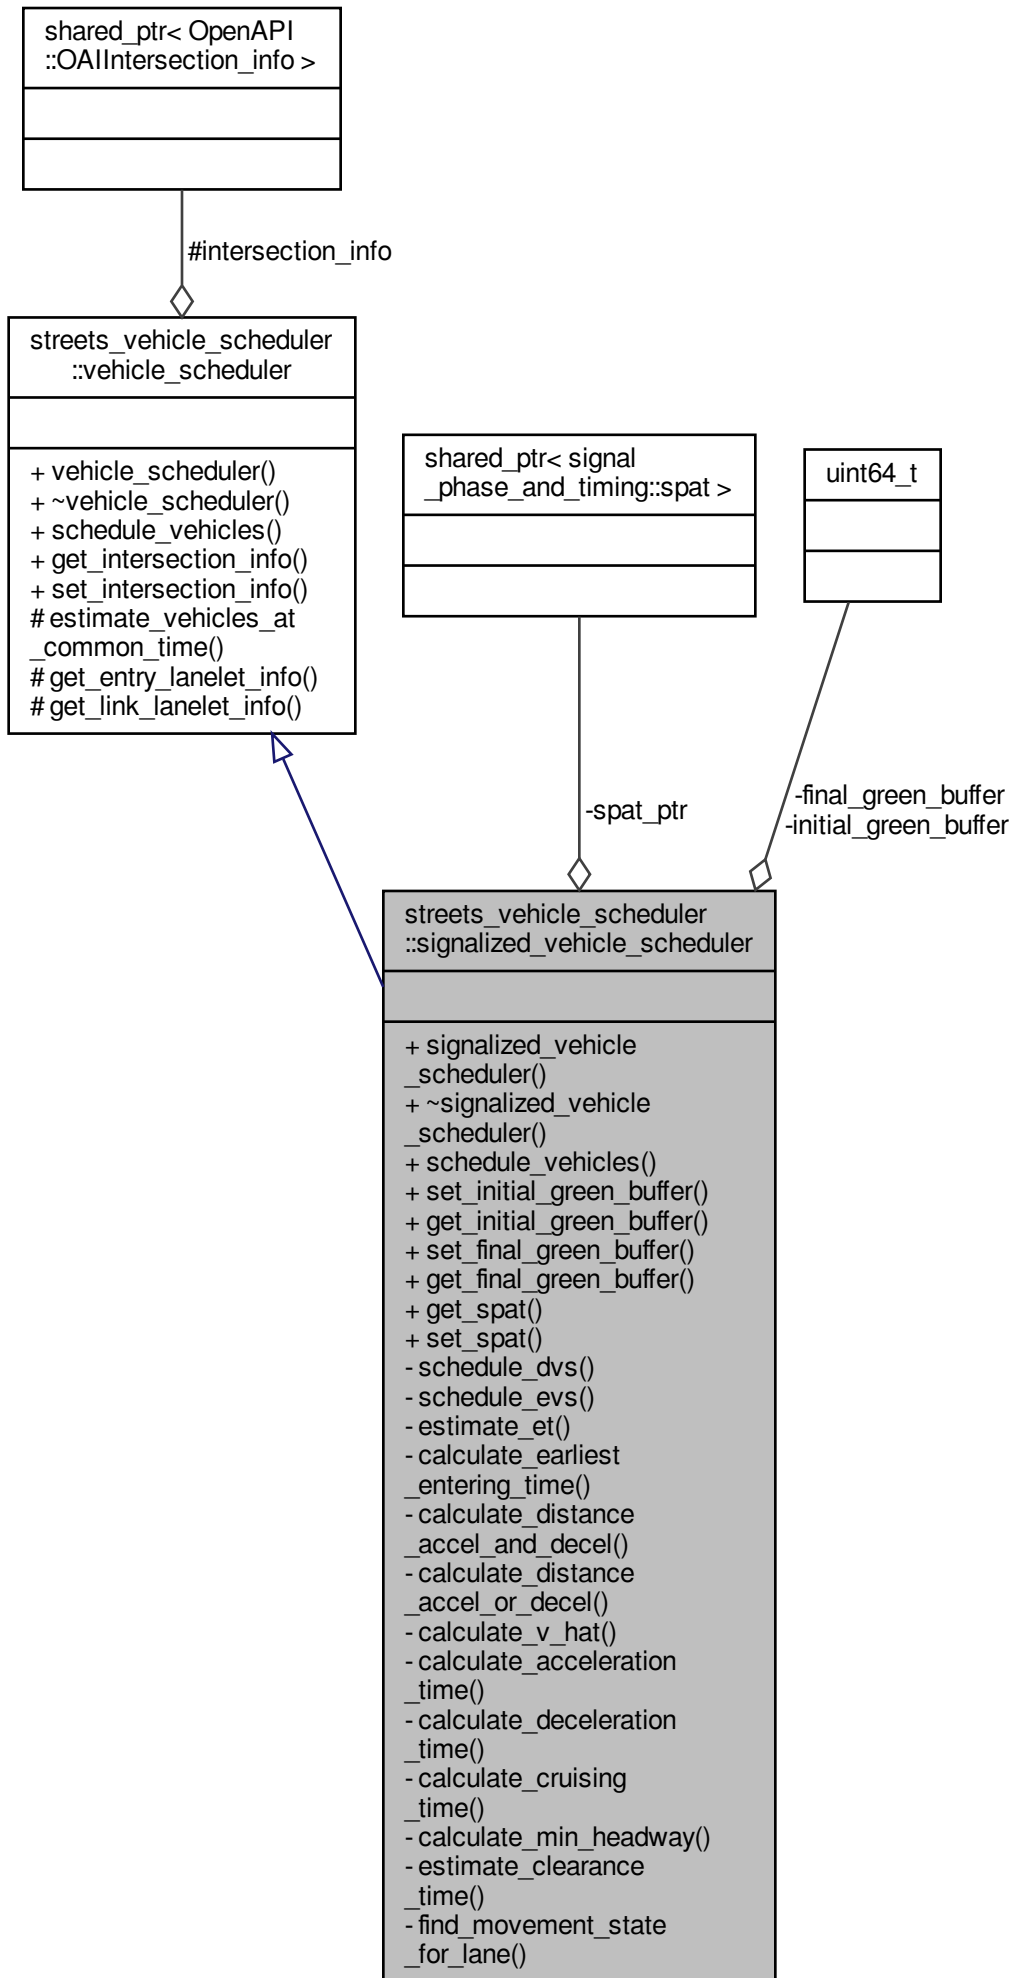 shared_ptr< OpenAPI
::OAIIntersection_info >
#intersection_info
streets_vehicle_scheduler
::vehicle_scheduler
+ vehicle_scheduler()
+ ~vehicle_scheduler()
+ schedule_vehicles()
+ get_intersection_info()
+ set_intersection_info()
# estimate_vehicles_at
_common_time()
# get_entry_lanelet_info()
# get_link_lanelet_info()
shared_ptr< signal
_phase_and_timing::spat >
uint64_t
-spat_ptr
-final_green_buffer
-initial_green_buffer
streets_vehicle_scheduler
::signalized_vehicle_scheduler
+ signalized_vehicle
_scheduler()
+ ~signalized_vehicle
_scheduler()
+ schedule_vehicles()
+ set_initial_green_buffer()
+ get_initial_green_buffer()
+ set_final_green_buffer()
+ get_final_green_buffer()
+ get_spat()
+ set_spat()
- schedule_dvs()
- schedule_evs()
- estimate_et()
- calculate_earliest
_entering_time()
- calculate_distance
_accel_and_decel()
- calculate_distance
_accel_or_decel()
- calculate_v_hat()
- calculate_acceleration
_time()
- calculate_deceleration
_time()
- calculate_cruising
_time()
- calculate_min_headway()
- estimate_clearance
_time()
- find_movement_state
_for_lane()